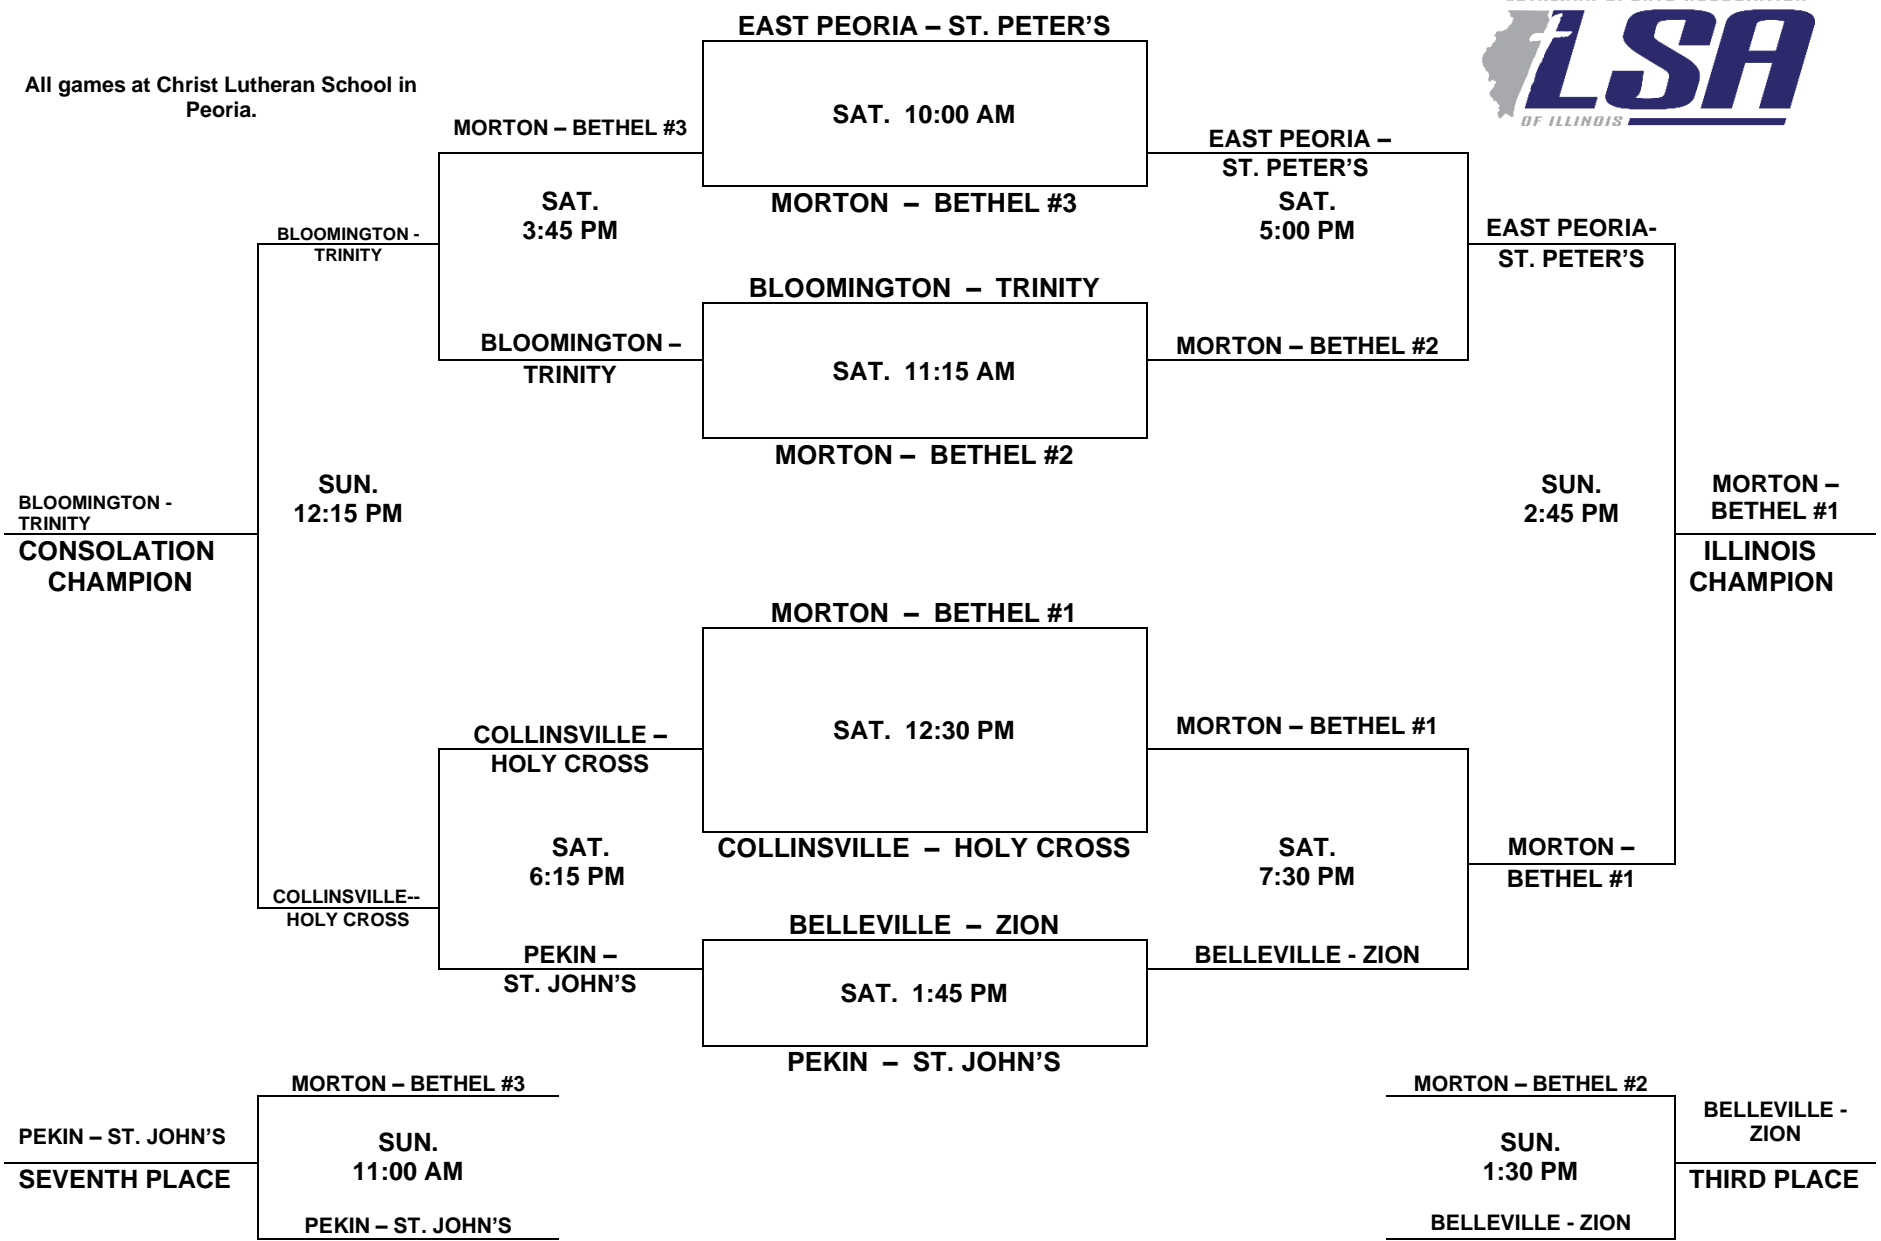 EAST PEORIA – ST. PETER'S
All games at Christ Lutheran School in
Peoria.
LSA
OF ILLINOIS
SAT. 10:00 AM
MORTON – BETHEL #3
EAST PEORIA –
ST. PETER'S
MORTON – BETHEL #3
SAT.
3:45 PM
SAT.
5:00 PM
BLOOMINGTON -
TRINITY
EAST PEORIA-
ST. PETER'S
BLOOMINGTON – TRINITY
BLOOMINGTON –
TRINITY
SAT. 11:15 AM
MORTON – BETHEL #2
MORTON – BETHEL #2
SUN.
12:15 PM
SUN.
2:45 PM
BLOOMINGTON -
TRINITY
CONSOLATION
CHAMPION
MORTON –
BETHEL #1
ILLINOIS
CHAMPION
MORTON – BETHEL #1
COLLINSVILLE –
HOLY CROSS
SAT. 12:30 PM
MORTON – BETHEL #1
COLLINSVILLE – HOLY CROSS
SAT.
6:15 PM
SAT.
7:30 PM
MORTON –
BETHEL #1
COLLINSVILLE--
HOLY CROSS
BELLEVILLE – ZION
PEKIN –
ST. JOHN'S
SAT. 1:45 PM
BELLEVILLE - ZION
PEKIN – ST. JOHN'S
MORTON – BETHEL #3
PEKIN – ST. JOHN'S
SEVENTH PLACE
SUN.
11:00 AM
PEKIN – ST. JOHN'S
MORTON – BETHEL #2
SUN.
1:30 PM
BELLEVILLE -
ZION
THIRD PLACE
BELLEVILLE - ZION